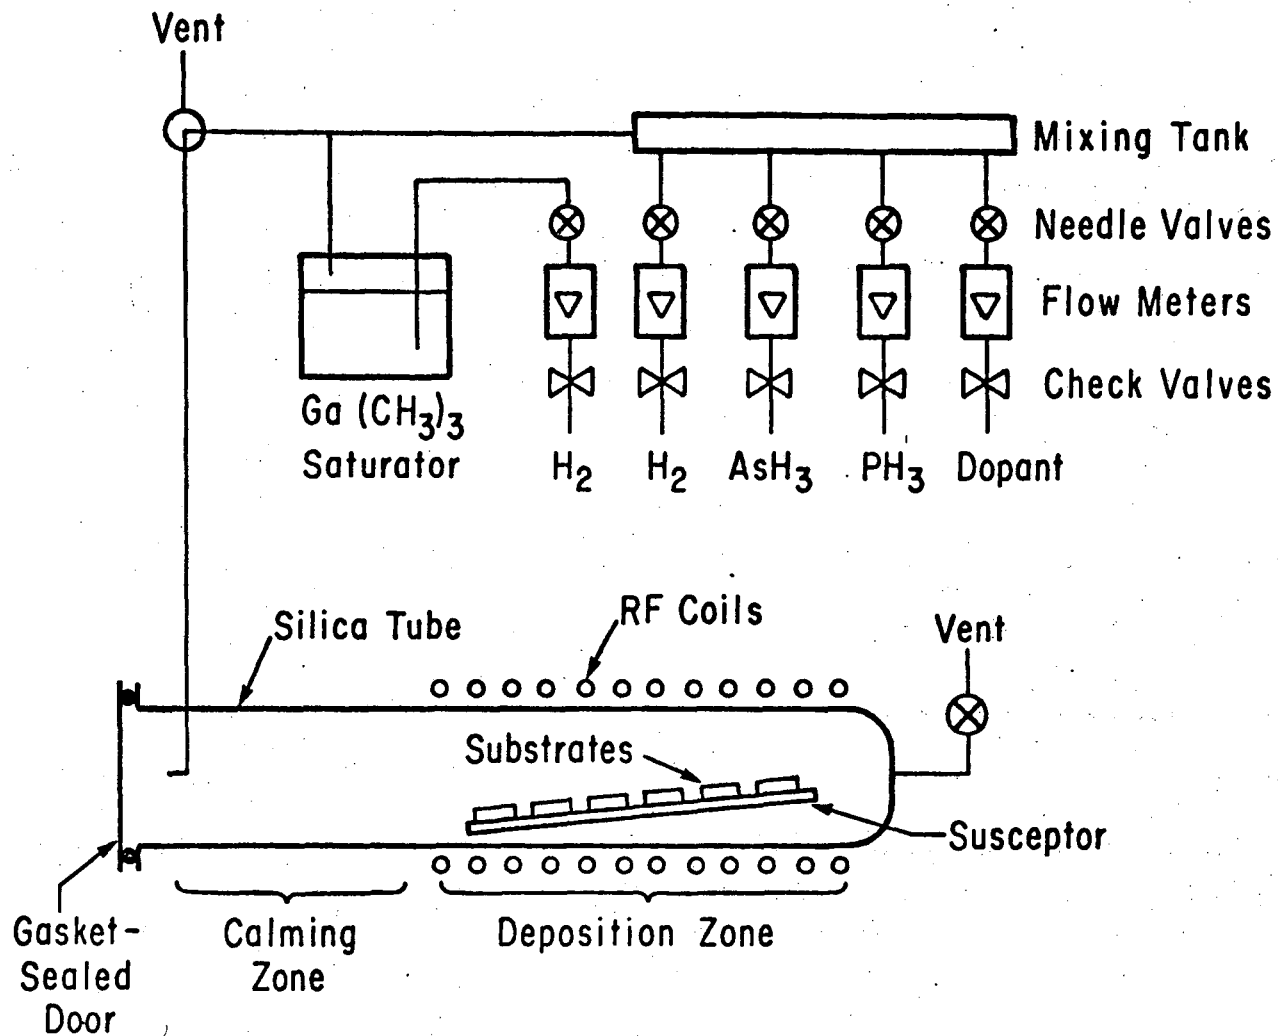 Vent
Mixing Tank
Needle Valves
Flow Meters
Check Valves
Ga (CH3)3
Saturator
H2
H2
AsH3
PH3
Dopant
Silica Tube
RF Coils
Vent
Substrates
Susceptor
Gasket-
Sealed
Door
Calming
Zone
Deposition Zone